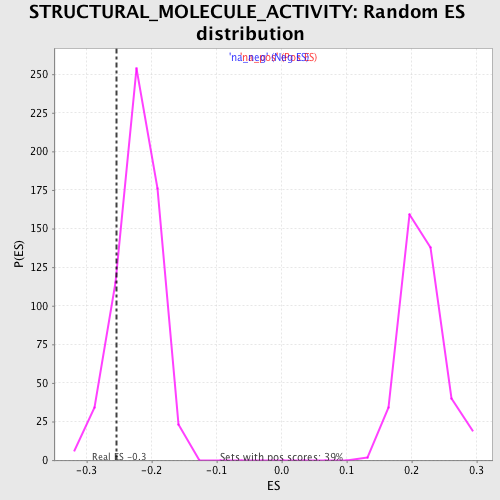 STRUCTURAL_MOLECULE_ACTIVITY: Random ES
distribution
250
225
200
175
150
125
100
75
50
25
0
P(ES)
Real ES -0.3
Sets with pos scores: 39%
-0.3 -0.2 -0.1 0.0 0.1 0.2 0.3
ES